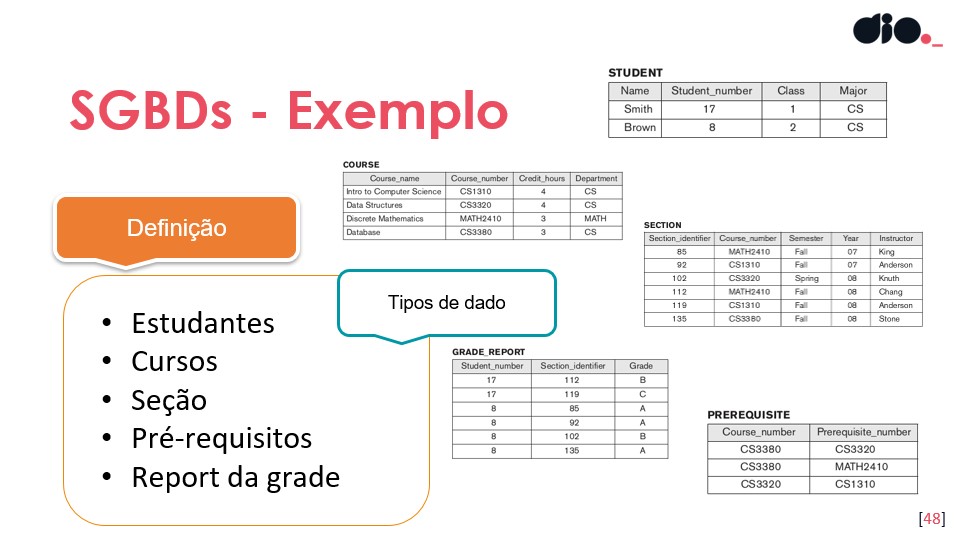 dio._
SGBDs - Exemplo
STUDENT
Name Student_number Class Major
Smith 17 1 CS
Brown 8 2 CS
COURSE
Course_name Course_number Credit_hours Department
Intro to Computer Science CS1310 4 CS
Data Structures CS3320 4 CS
Discrete Mathematics MATH2410 3 MATH
Database CS3380 3 CS
Definição
SECTION
Section_identifier Course_number Semester Year Instructor
85 MATH2410 Fall 07 King
92 CS1310 Fall 07 Anderson
102 CS3320 Spring 08 Knuth
112 MATH2410 Fall 08 Chang
119 CS1310 Fall 08 Anderson
135 CS3380 Fall 08 Stone
Tipos de dado
• Estudantes
• Cursos
• Seção
• Pré-requisitos
• Report da grade
GRADE_REPORT
Student_number Section_identifier Grade
17 112 B
17 119 C
8 85 A
8 92 A
8 102 B
8 135 A
PREREQUISITE
Course_number Prerequisite_number
CS3380 CS3320
CS3380 MATH2410
CS3320 CS1310
[48]